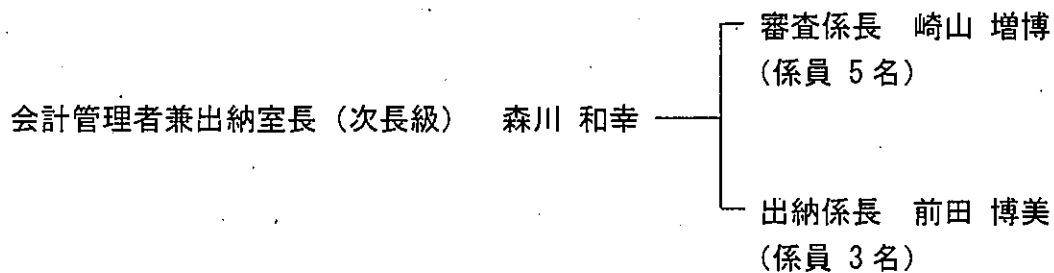 審査係長 崎山 増博
(係員 5名)
会計管理者兼出納室長(次長級) 森川 和幸
出納係長 前田 博美
(係員 3名)